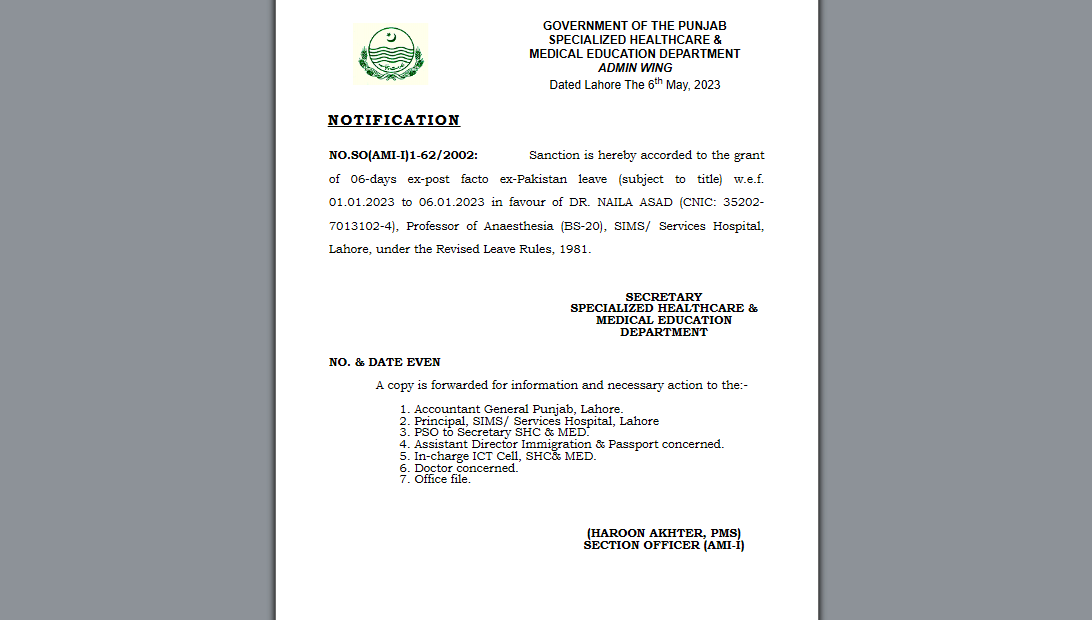 GOVERNMENT OF THE PUNJAB
SPECIALIZED HEALTHCARE &
MEDICAL EDUCATION DEPARTMENT
ADMIN WING
Dated Lahore The 6th May, 2023
NOTIFICATION
NO.SO(AMI-I)1-62/2002: Sanction is hereby accorded to the grant
of 06-days ex-post facto ex-Pakistan leave (subject to title) w.e.f.
01.01.2023 to 06.01.2023 in favour of DR. NAILA ASAD (CNIC: 35202-
7013102-4), Professor of Anaesthesia (BS-20), SIMS/ Services Hospital,
Lahore, under the Revised Leave Rules, 1981.
SECRETARY
SPECIALIZED HEALTHCARE &
MEDICAL EDUCATION
DEPARTMENT
NO. & DATE EVEN
A copy is forwarded for information and necessary action to the:-
1. Accountant General Punjab, Lahore.
2. Principal, SIMS/ Services Hospital, Lahore
3. PSO to Secretary SHC & MED.
4. Assistant Director Immigration & Passport concerned.
5. In-charge ICT Cell, SHC& MED.
6. Doctor concerned.
7. Office file.
(HAROON AKHTER, PMS)
SECTION OFFICER (AMI-I)